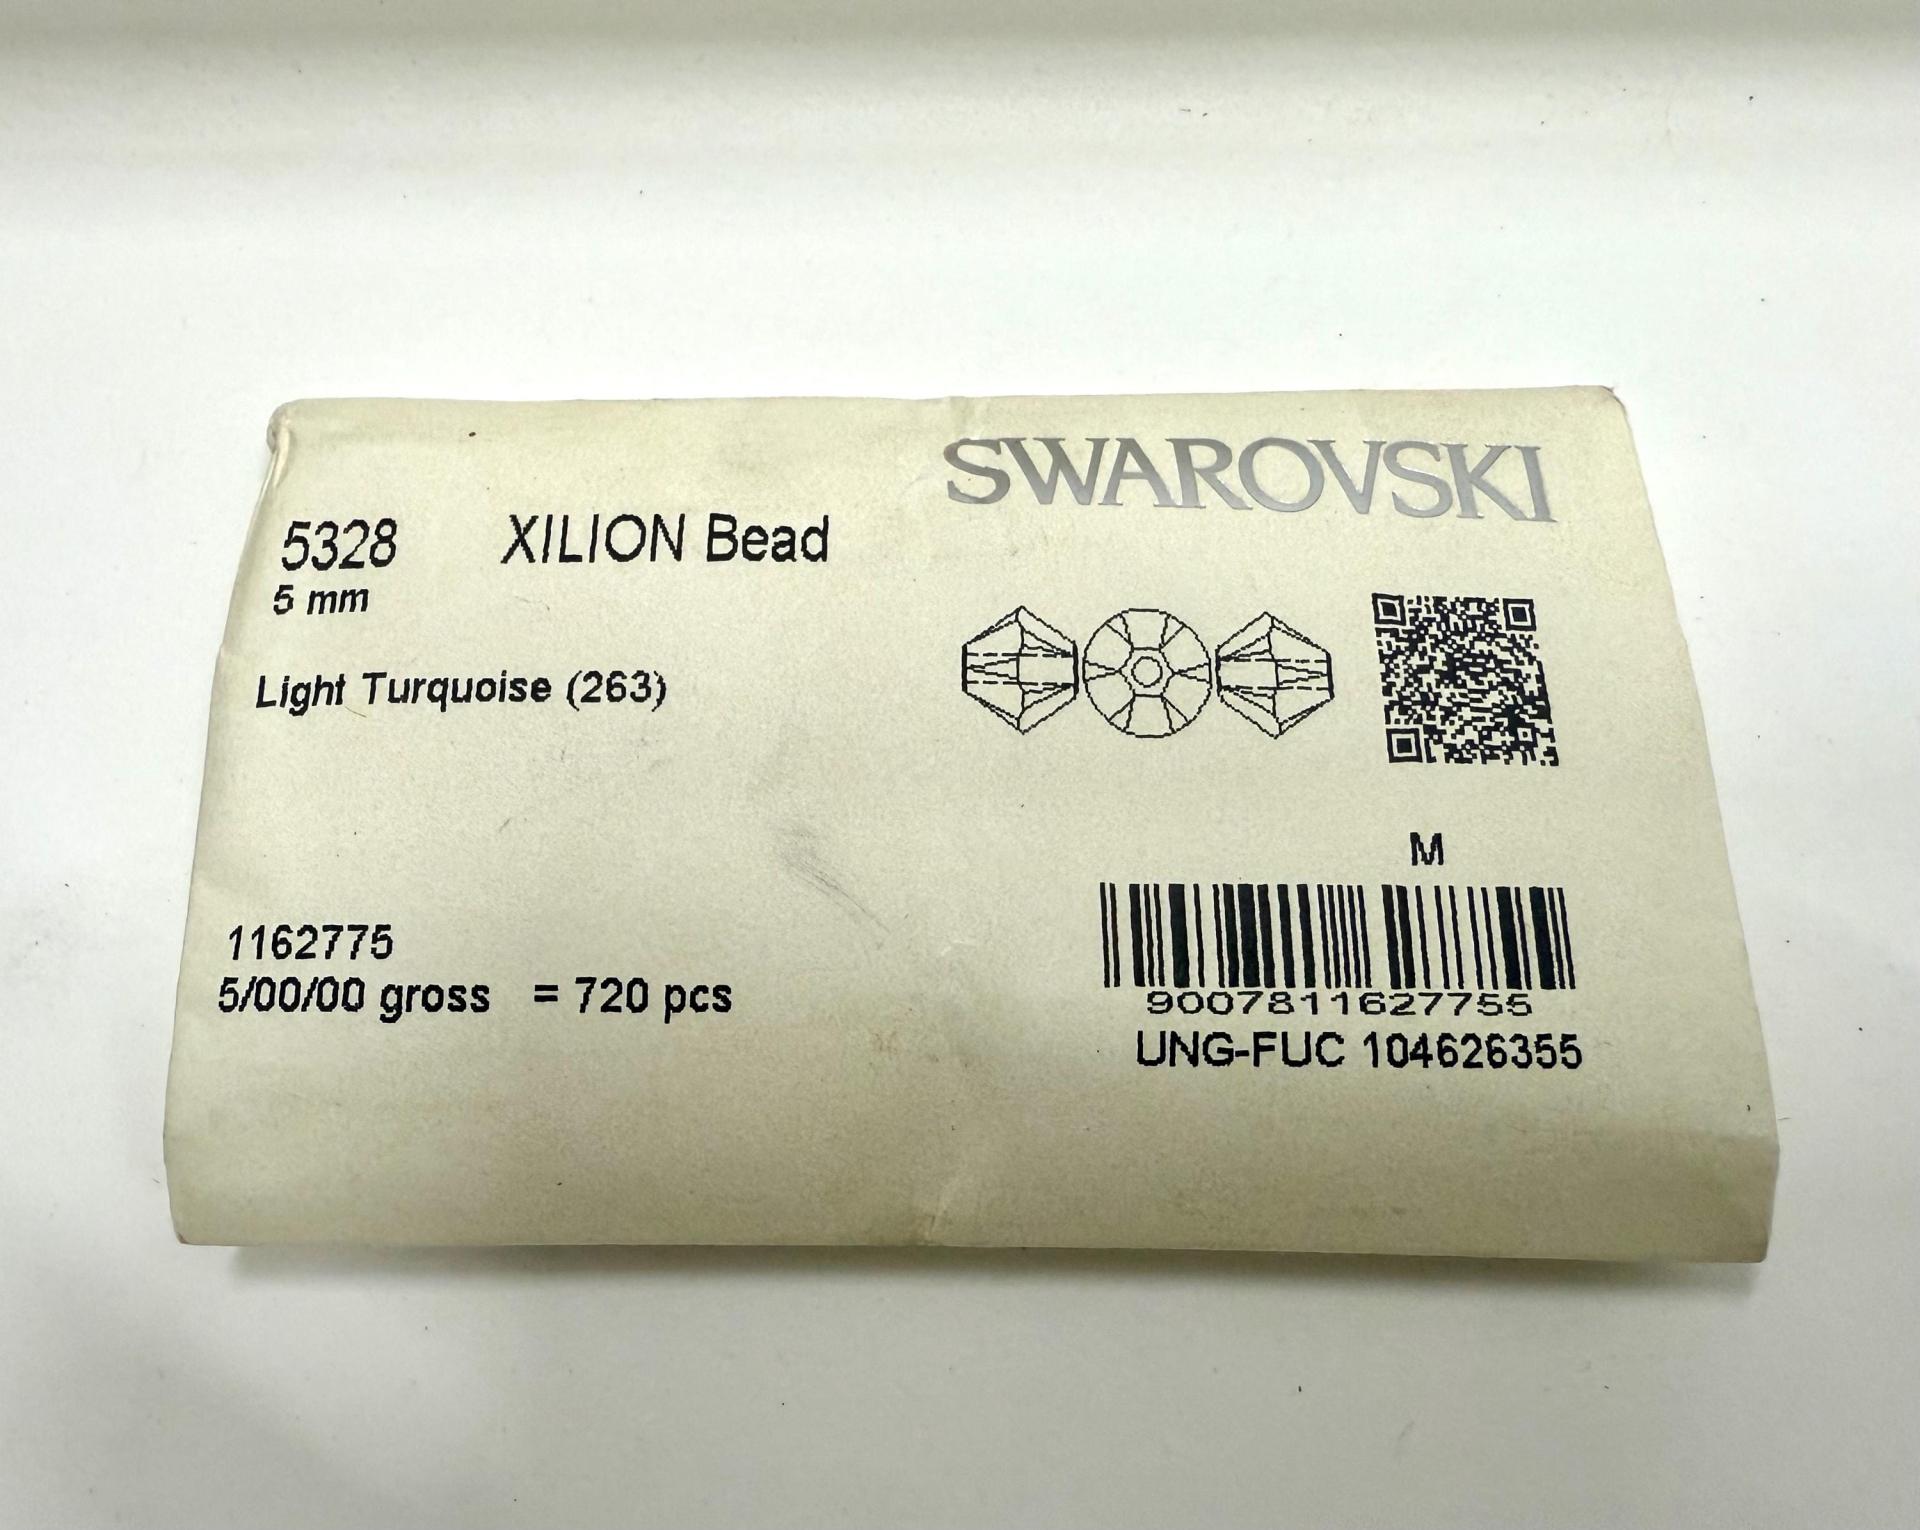 SWAROVSKI
5328 XILION Bead
5 mm
Light Turquoise (263)
M
1162775
5/00/00 gross = 720 pcs
9007811627755
UNG-FUC 104626355